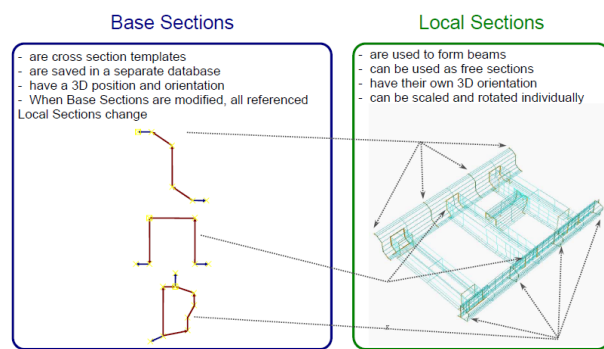 Base Sections
- are cross section templates
- are saved in a separate database
- have a 3D position and orientation
- When Base Sections are modified, all referenced
Local Sections change
Local Sections
- are used to form beams
- can be used as free sections
- have their own 3D orientation
- can be scaled and rotated individually